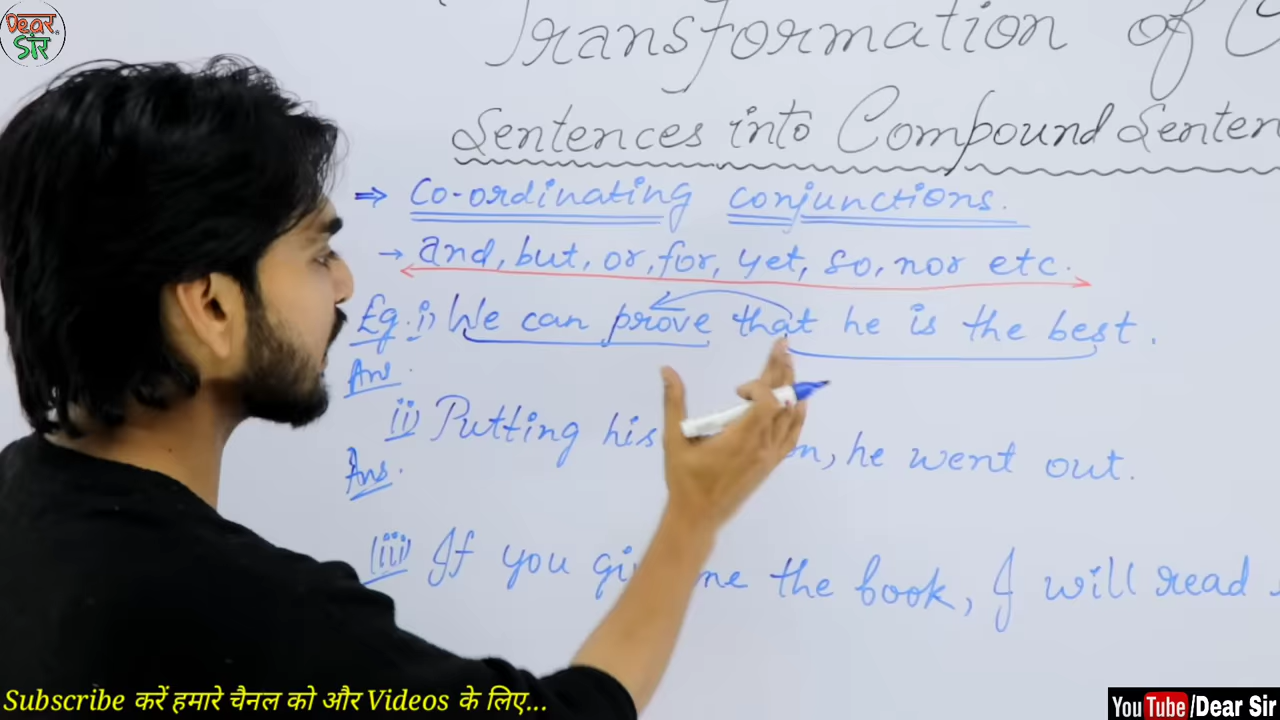 Dear
सर
Transformation of C
Sentences into Compound Senten
⇒ Co-ordinating conjunctions.
→ and, but, or, for, yet, so, nor etc.
Eg. i) We can prove that he is the best.
Ans.
ii) Putting his n, he went out.
Ans.
(iii) If you gi me the book, I will read
Subscribe करें हमारे चैनल को और Videos के लिए...
YouTube/Dear Sir